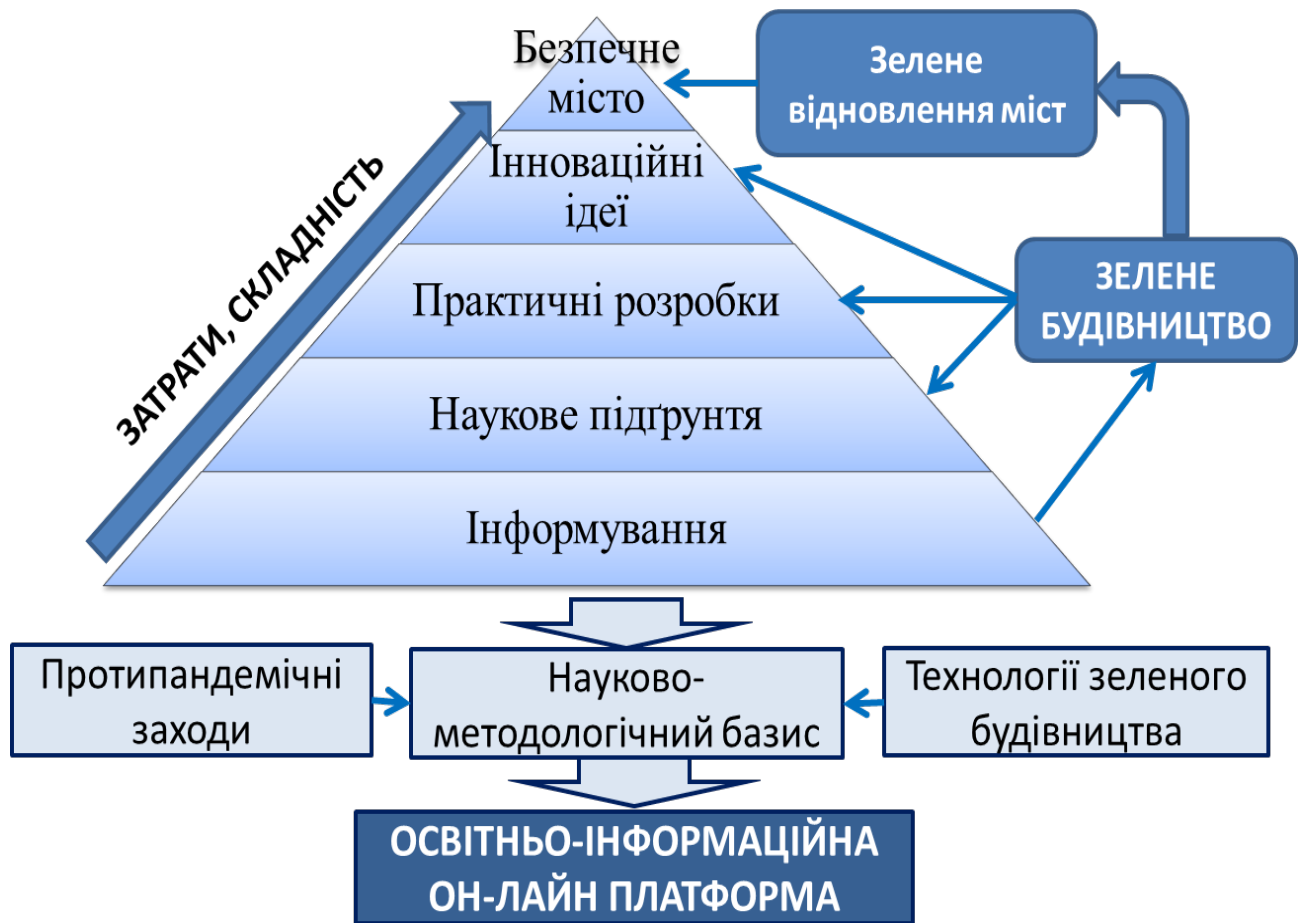 Безпечне
місто
Зелене
відновлення міст
ЗАТРАТИ, СКЛАДНІСТЬ
Інноваційні
ідеї
Практичні розробки
ЗЕЛЕНЕ
БУДІВНИЦТВО
Наукове підґрунтя
Інформування
Протипандемічні
заходи
Науково-
методологічний базис
Технології зеленого
будівництва
ОСВІТНЬО-ІНФОРМАЦІЙНА
ОН-ЛАЙН ПЛАТФОРМА